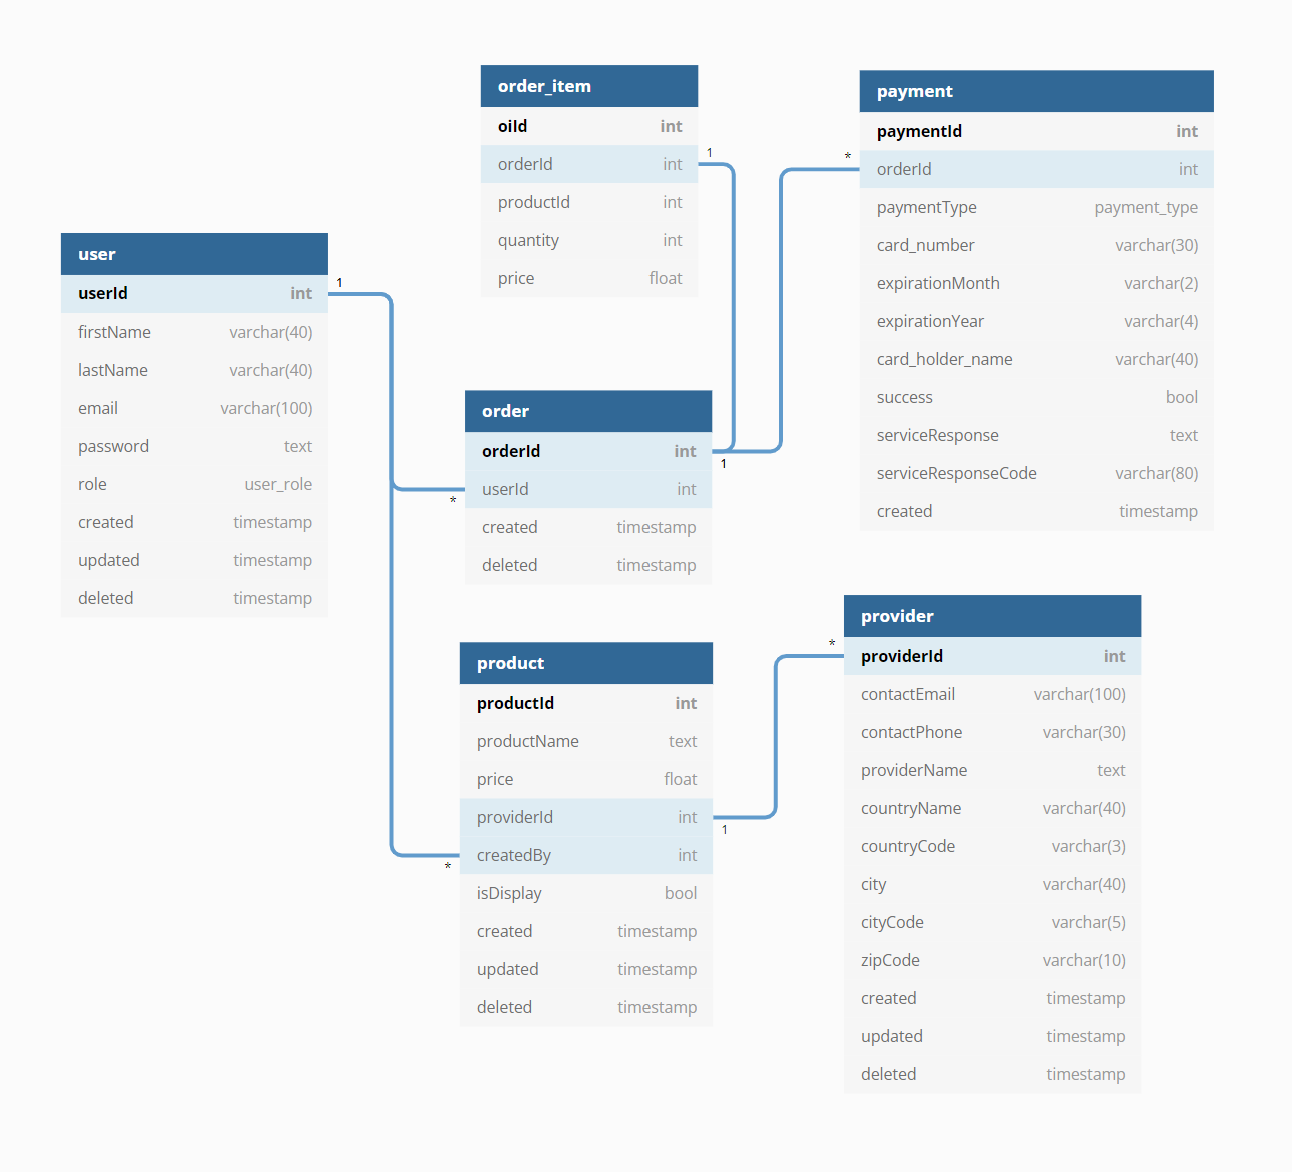 order_item
oiId int
orderId int
productId int
quantity int
price float
1
payment
paymentId int
* orderId int
paymentType payment_type
card_number varchar(30)
expirationMonth varchar(2)
expirationYear varchar(4)
card_holder_name varchar(40)
success bool
serviceResponse text
serviceResponseCode varchar(80)
created timestamp
user
userId int 1
firstName varchar(40)
lastName varchar(40)
email varchar(100)
password text
role user_role
created timestamp
updated timestamp
deleted timestamp
order
orderId int
1
userId int
*
created timestamp
deleted timestamp
product
productId int
productName text
price float
providerId int
1
createdBy int
*
isDisplay bool
created timestamp
updated timestamp
deleted timestamp
provider
*
providerId int
contactEmail varchar(100)
contactPhone varchar(30)
providerName text
countryName varchar(40)
countryCode varchar(3)
city varchar(40)
cityCode varchar(5)
zipCode varchar(10)
created timestamp
updated timestamp
deleted timestamp